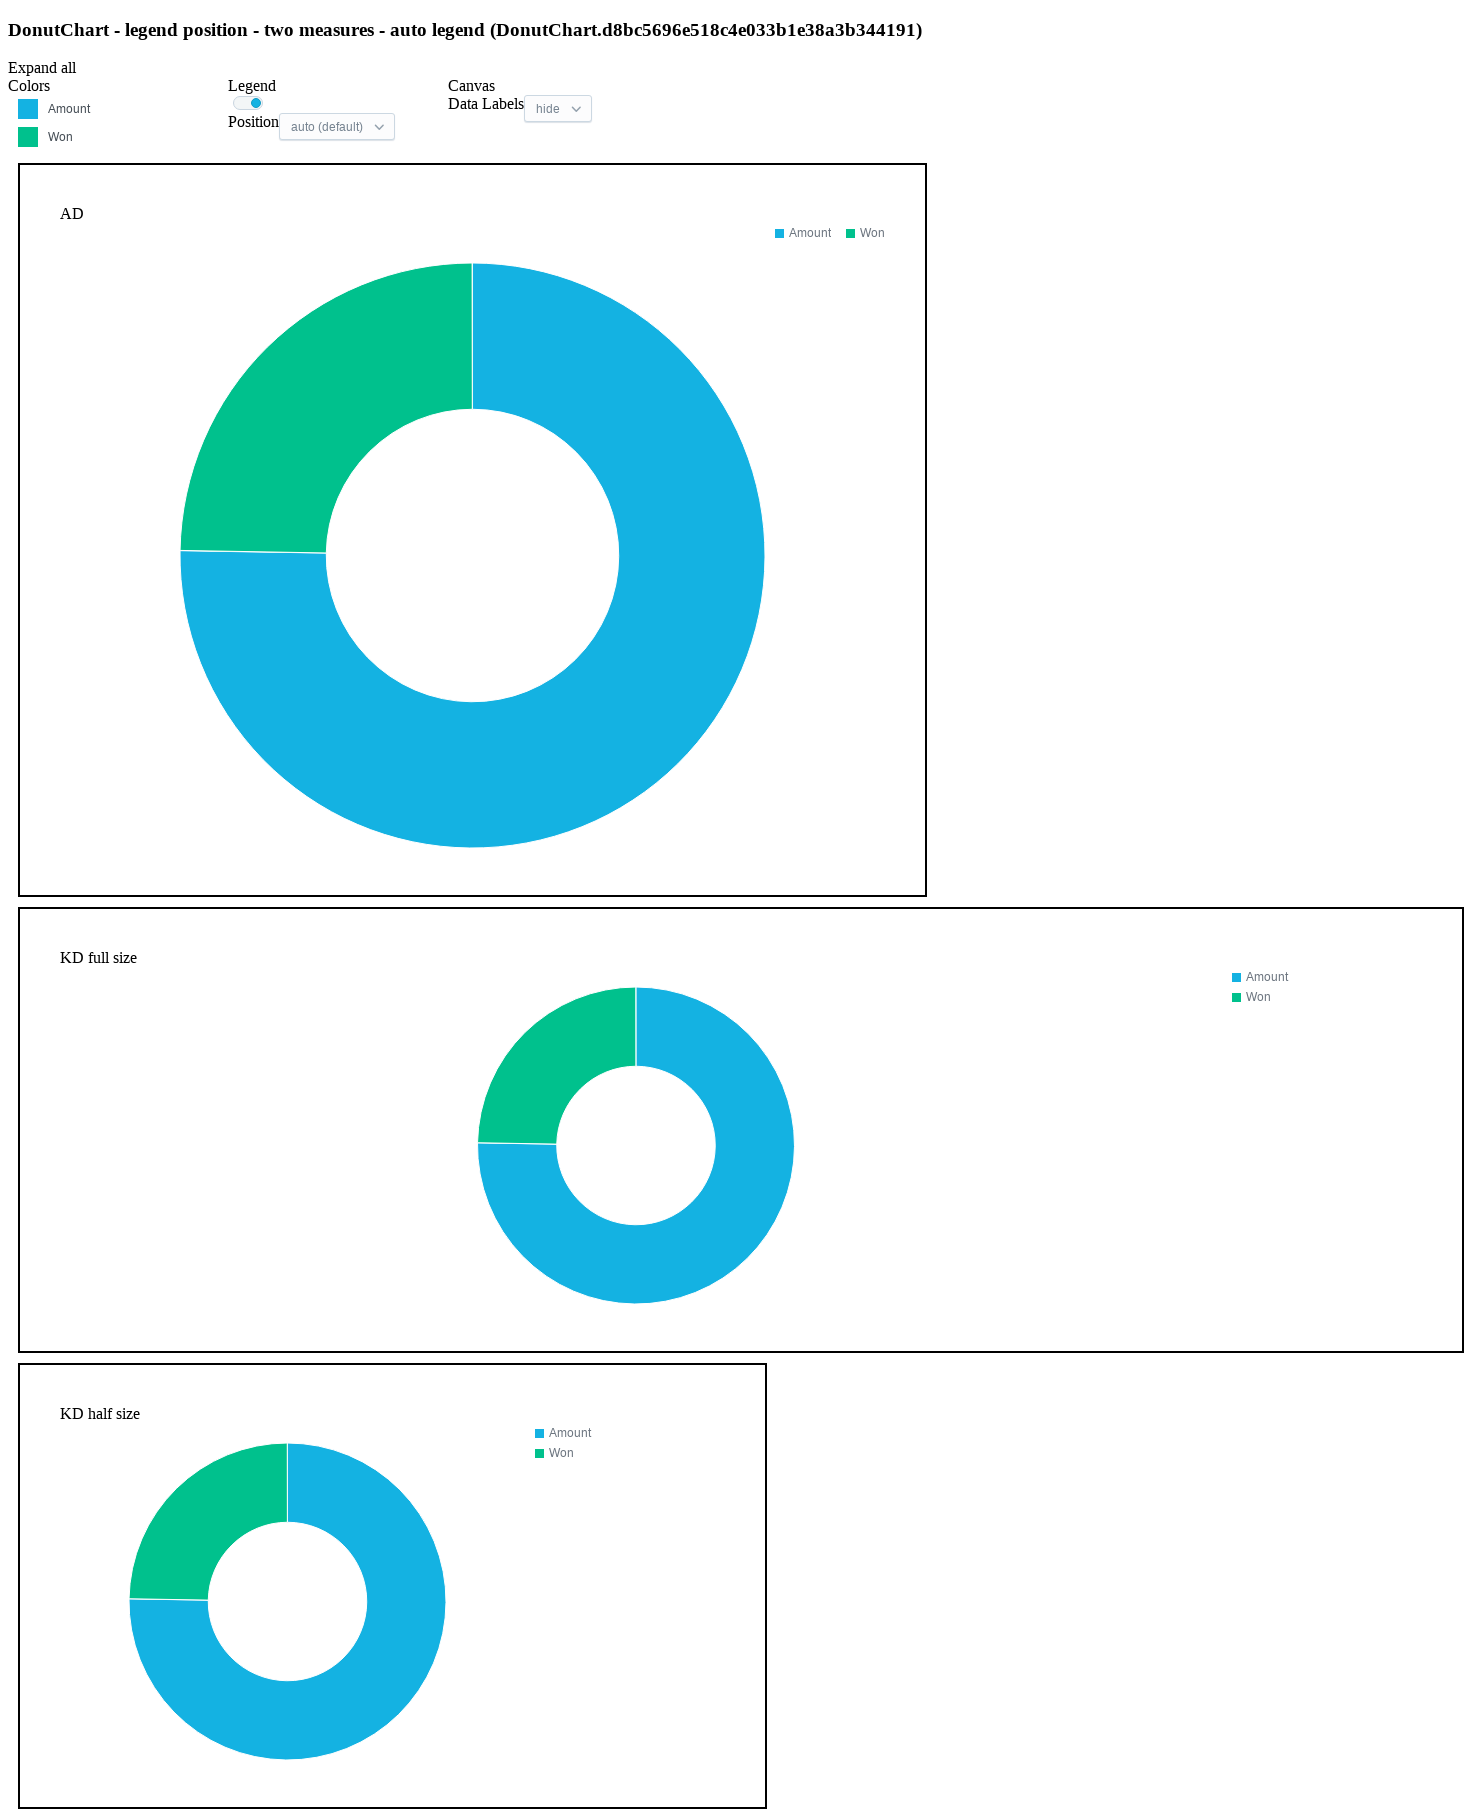 DonutChart - legend position - two measures - auto legend (DonutChart.d8bc5696e518c4e033b1e38a3b344191)
Expand all
Colors
Amount
Won
Legend
Position auto (default)
Canvas
Data Labels hide
AD
Amount Won
KD full size
Amount
Won
KD half size
Amount
Won